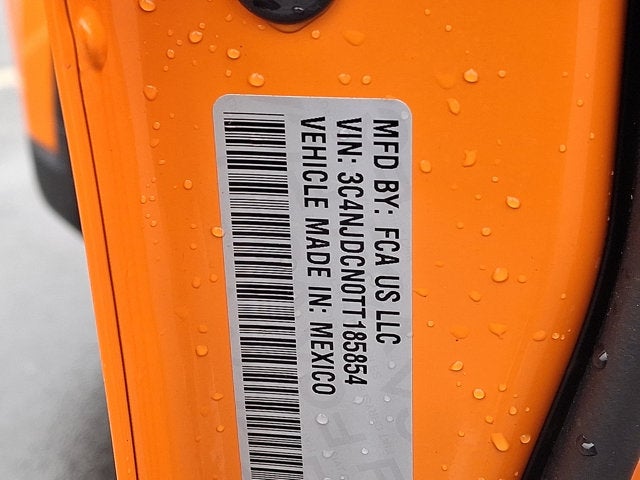 MFD BY: FCA US LLC
VIN: 3C4NJDCN0TT185854
VEHICLE MADE IN: MEXICO